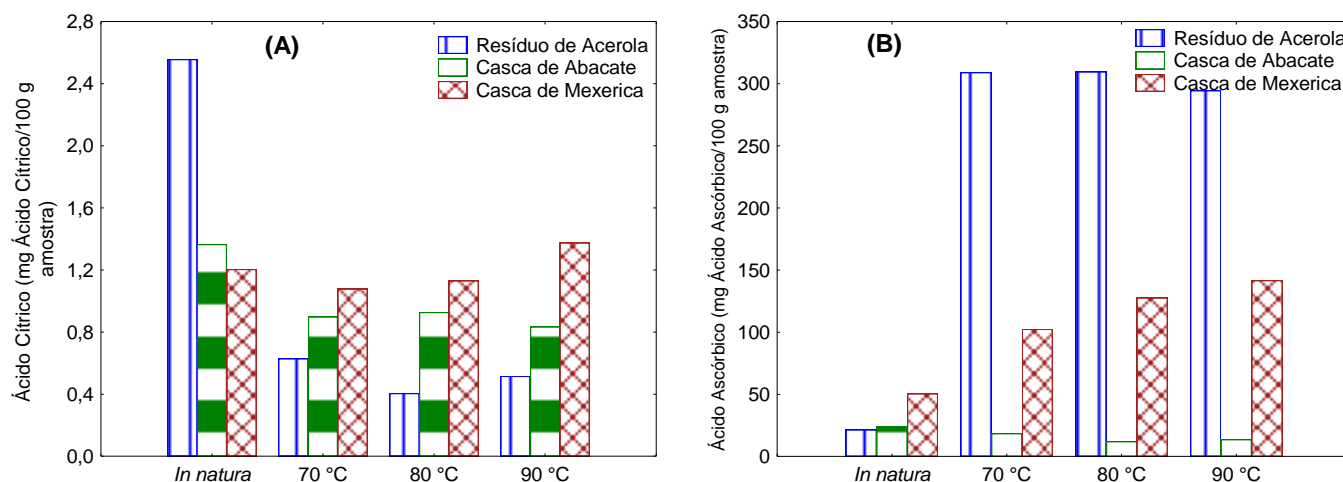 Ácido Cítrico (mg Ácido Cítrico/100 g
amostra)
2,8
2,4
2,0
1,6
1,2
0,8
0,4
0,0
(A)
Resíduo de Acerola
Casca de Abacate
Casca de Mexerica
In natura 70 °C 80 °C 90 °C
Ácido Ascórbico (mg Ácido Ascórbico/100 g amostra)
350
300
250
200
150
100
50
0
(B)
Resíduo de Acerola
Casca de Abacate
Casca de Mexerica
In natura 70 °C 80 °C 90 °C